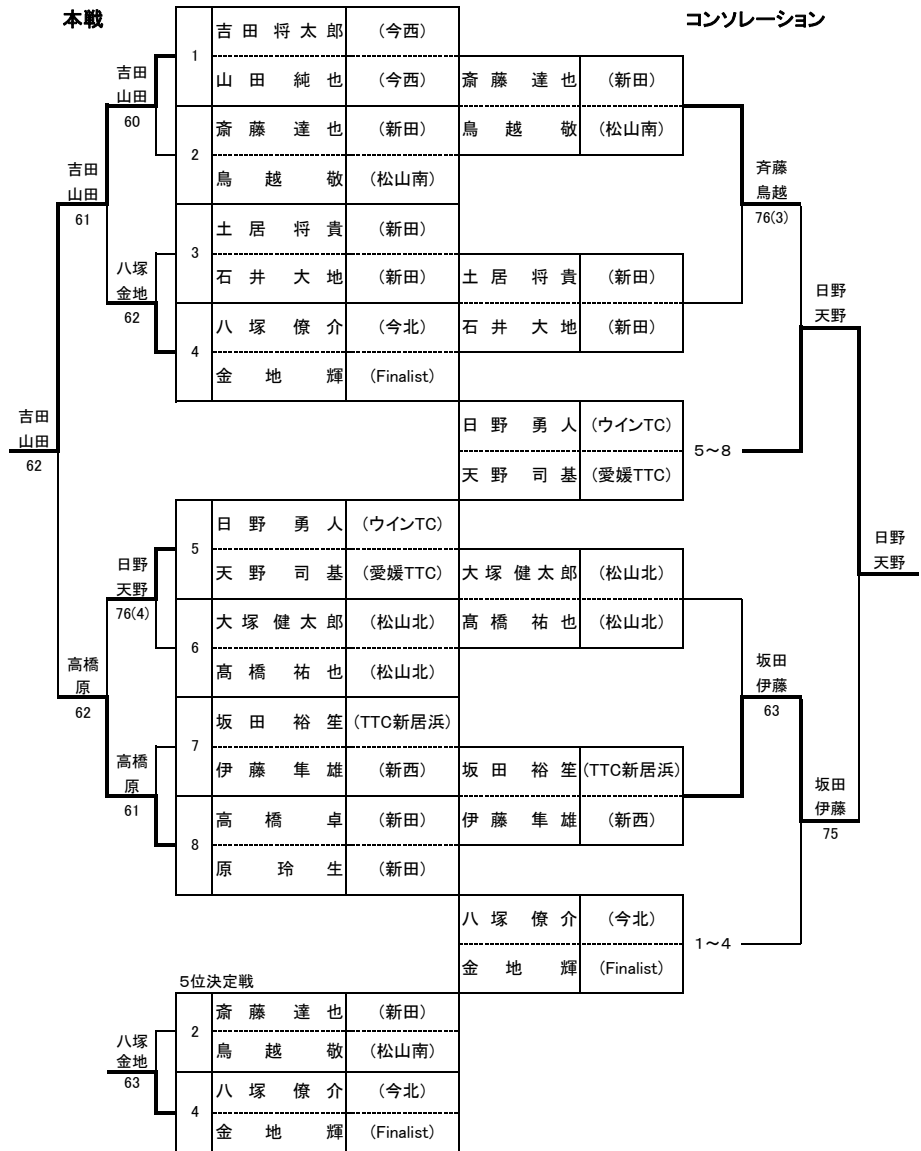 本戦
コンソレーション
吉田 将太郎 (今西)
1
吉田
山田
60
山田 純也 (今西)
斎藤 達也 (新田)
斎藤 達也 (新田)
鳥越 敬 (松山南)
2
鳥越 敬 (松山南)
吉田
山田
61
斉藤
鳥越
76(3)
土居 将貴 (新田)
3
八塚
金地
62
石井 大地 (新田)
土居 将貴 (新田)
八塚 僚介 (今北)
石井 大地 (新田)
4
金地 輝 (Finalist)
日野
天野
吉田
山田
62
日野 勇人 (ウインTC)
5~8
天野 司基 (愛媛TTC)
日野 勇人 (ウインTC)
5
日野
天野
76(4)
天野 司基 (愛媛TTC)
大塚 健太郎 (松山北)
日野
天野
大塚 健太郎 (松山北)
髙橋 祐也 (松山北)
6
髙橋 祐也 (松山北)
高橋
原
62
坂田
伊藤
63
坂田 裕笙 (TTC新居浜)
7
高橋
原
61
伊藤 隼雄 (新西)
坂田 裕笙 (TTC新居浜)
高橋 卓 (新田)
伊藤 隼雄 (新西)
坂田
伊藤
75
8
原 玲生 (新田)
八塚 僚介 (今北)
1~4
金地 輝 (Finalist)
5位決定戦
斎藤 達也 (新田)
2
鳥越 敬 (松山南)
八塚
金地
63
八塚 僚介 (今北)
4
金地 輝 (Finalist)